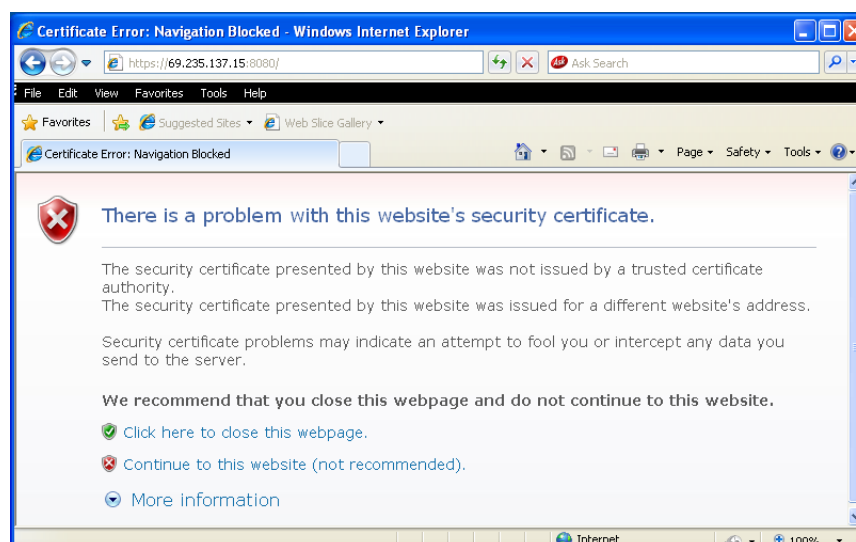 Certificate Error: Navigation Blocked - Windows Internet Explorer
https://69.235.137.15:8080/
Ask Search
File Edit View Favorites Tools Help
Favorites Suggested Sites Web Slice Gallery
Certificate Error: Navigation Blocked Page Safety Tools
There is a problem with this website's security certificate.
The security certificate presented by this website was not issued by a trusted certificate
authority.
The security certificate presented by this website was issued for a different website's address.
Security certificate problems may indicate an attempt to fool you or intercept any data you
send to the server.
We recommend that you close this webpage and do not continue to this website.
Click here to close this webpage.
Continue to this website (not recommended).
More information
Internet 100%